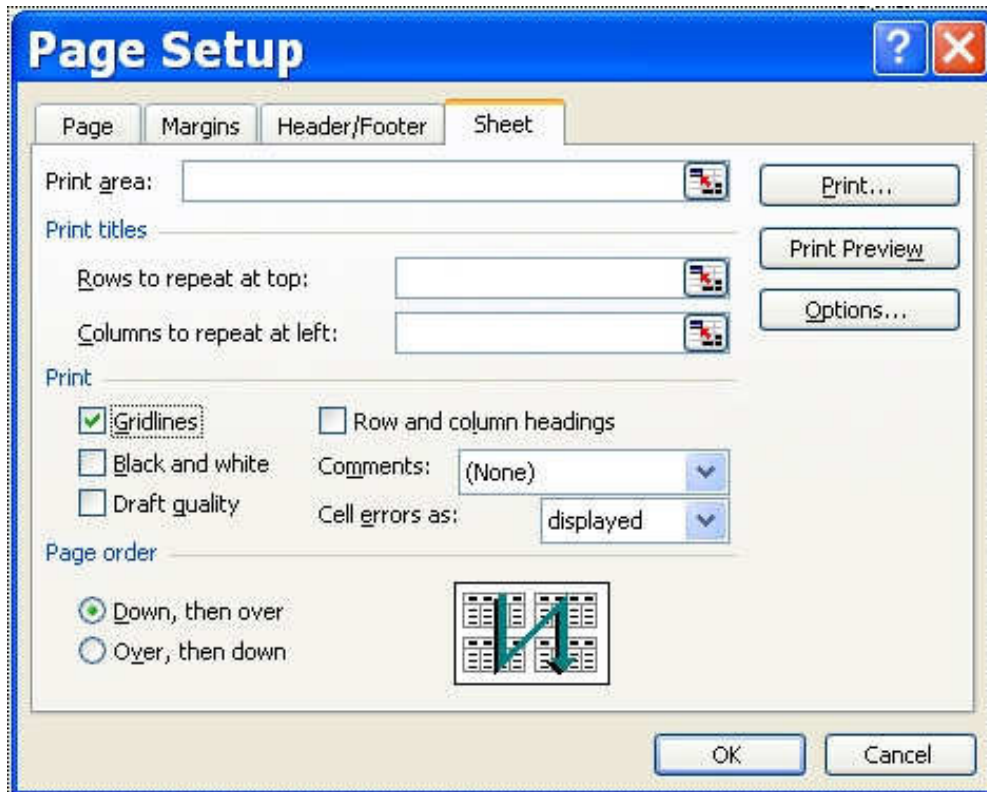 Page Setup
?
Page Margins Header/Footer Sheet
Print area:
Print...
Print titles
Print Preview
Rows to repeat at top:
Options...
Columns to repeat at left:
Print
Gridlines Row and column headings
Black and white Comments: (None)
Draft quality Cell errors as: displayed
Page order
Down, then over
Over, then down
OK Cancel